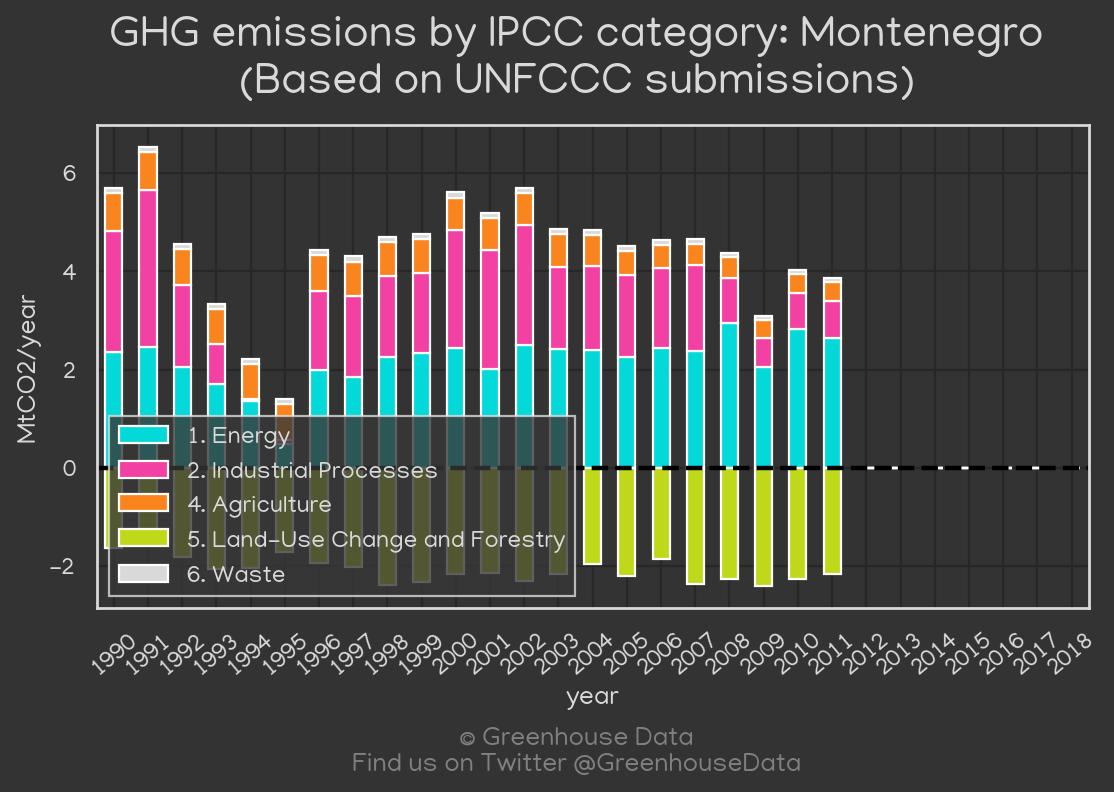 GHG emissions by IPCC category: Montenegro
(Based on UNFCCC submissions)
MtCO2/year
6
4
2
0
−2
1. Energy
2. Industrial Processes
4. Agriculture
5. Land-Use Change and Forestry
6. Waste
1990 1991 1992 1993 1994 1995 1996 1997 1998 1999 2000 2001 2002 2003 2004 2005 2006 2007 2008 2009 2010 2011 2012 2013 2014 2015 2016 2017 2018
year
© Greenhouse Data
Find us on Twitter @GreenhouseData